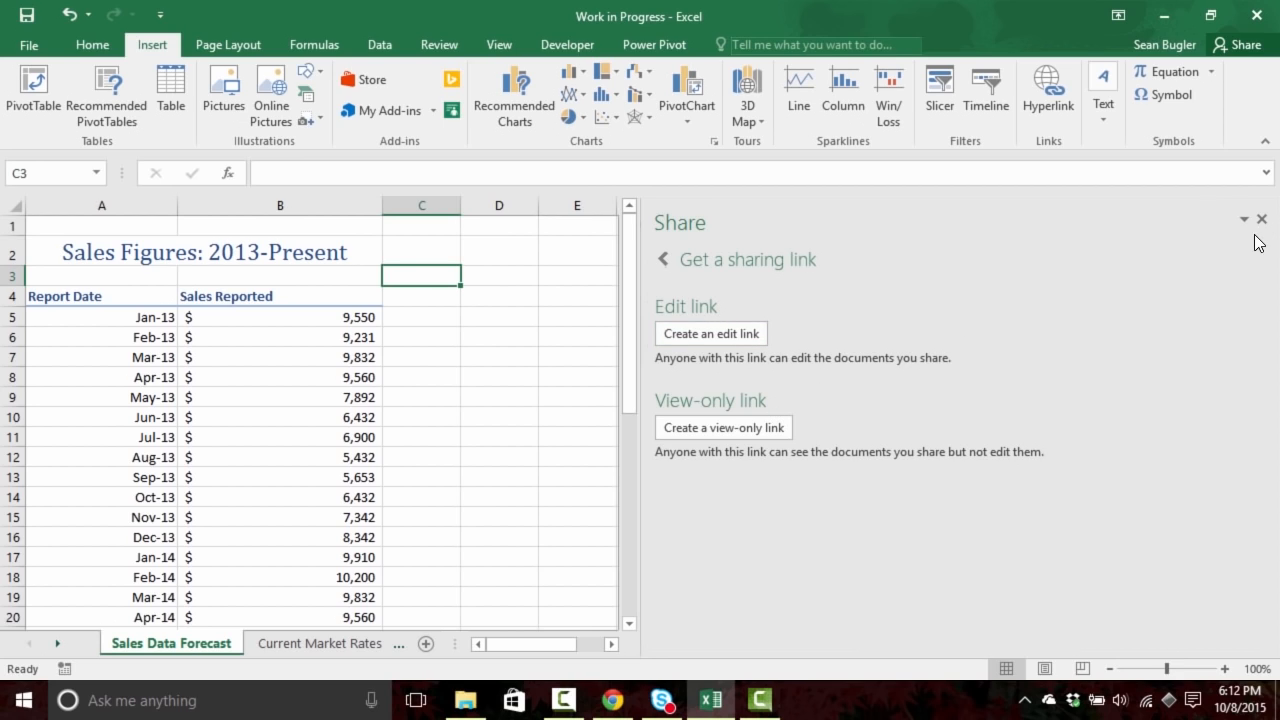 Work in Progress - Excel
File Home Insert Page Layout Formulas Data Review View Developer Power Pivot Tell me what you want to do... Sean Bugler Share
PivotTable Recommended PivotTables Table
Tables
Pictures Online Pictures
Illustrations
Store
My Add-ins
Add-ins
Recommended Charts PivotChart
Charts
3D Map
Tours
Line Column Win/Loss
Sparklines
Slicer Timeline
Filters
Hyperlink
Links
A
Text
π Equation
Ω Symbol
Symbols
C3 fx
A B C D E
1
2 Sales Figures: 2013-Present
3
4 Report Date Sales Reported
5 Jan-13 $ 9,550
6 Feb-13 $ 9,231
7 Mar-13 $ 9,832
8 Apr-13 $ 9,560
9 May-13 $ 7,892
10 Jun-13 $ 6,432
11 Jul-13 $ 6,900
12 Aug-13 $ 5,432
13 Sep-13 $ 5,653
14 Oct-13 $ 6,432
15 Nov-13 $ 7,342
16 Dec-13 $ 8,342
17 Jan-14 $ 9,910
18 Feb-14 $ 10,200
19 Mar-14 $ 9,832
20 Apr-14 $ 9,560
Share
Get a sharing link
Edit link
Create an edit link
Anyone with this link can edit the documents you share.
View-only link
Create a view-only link
Anyone with this link can see the documents you share but not edit them.
Sales Data Forecast Current Market Rates ...
Ready 100%
Ask me anything
6:12 PM
10/8/2015